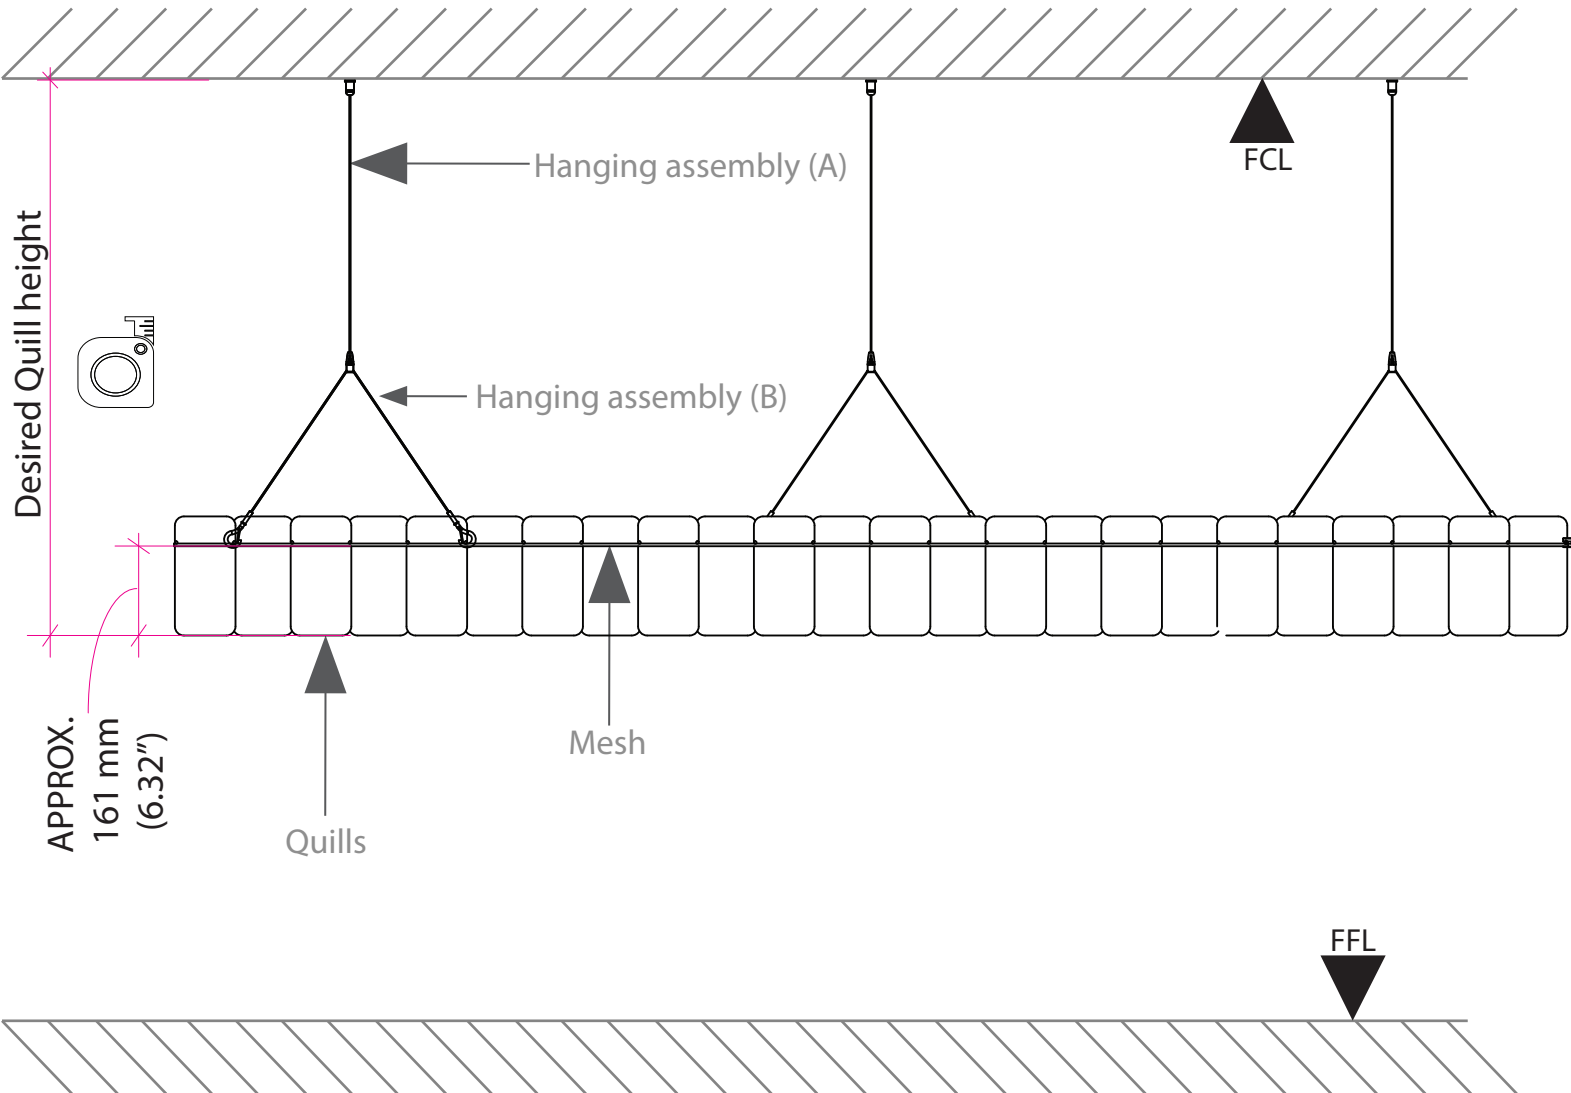 FCL
Hanging assembly (A)
Desired Quill height
Hanging assembly (B)
APPROX.
161 mm
(6.32”)
Mesh
Quills
FFL